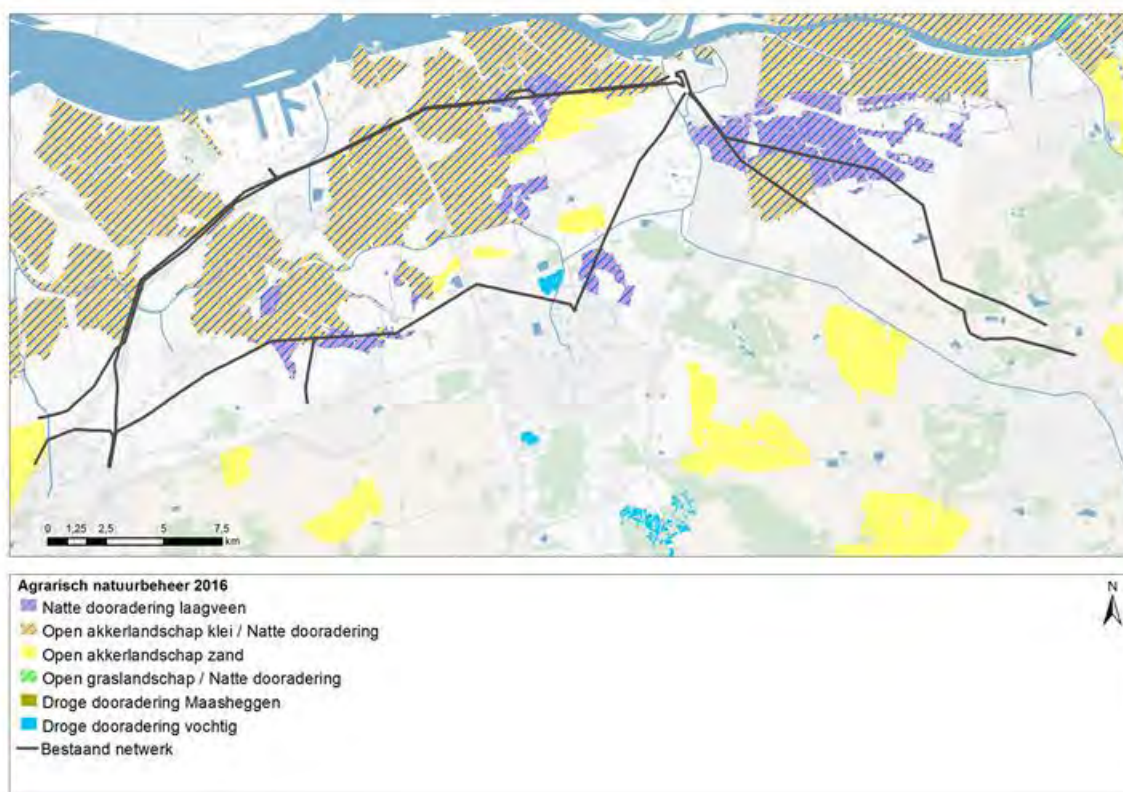 0 1,25 2,5 5 7,5
km
Agrarisch natuurbeheer 2016
N
Natte dooradering laagveen
Open akkerlandschap klei / Natte dooradering
Open akkerlandschap zand
Open graslandschap / Natte dooradering
Droge dooradering Maasheggen
Droge dooradering vochtig
Bestaand netwerk